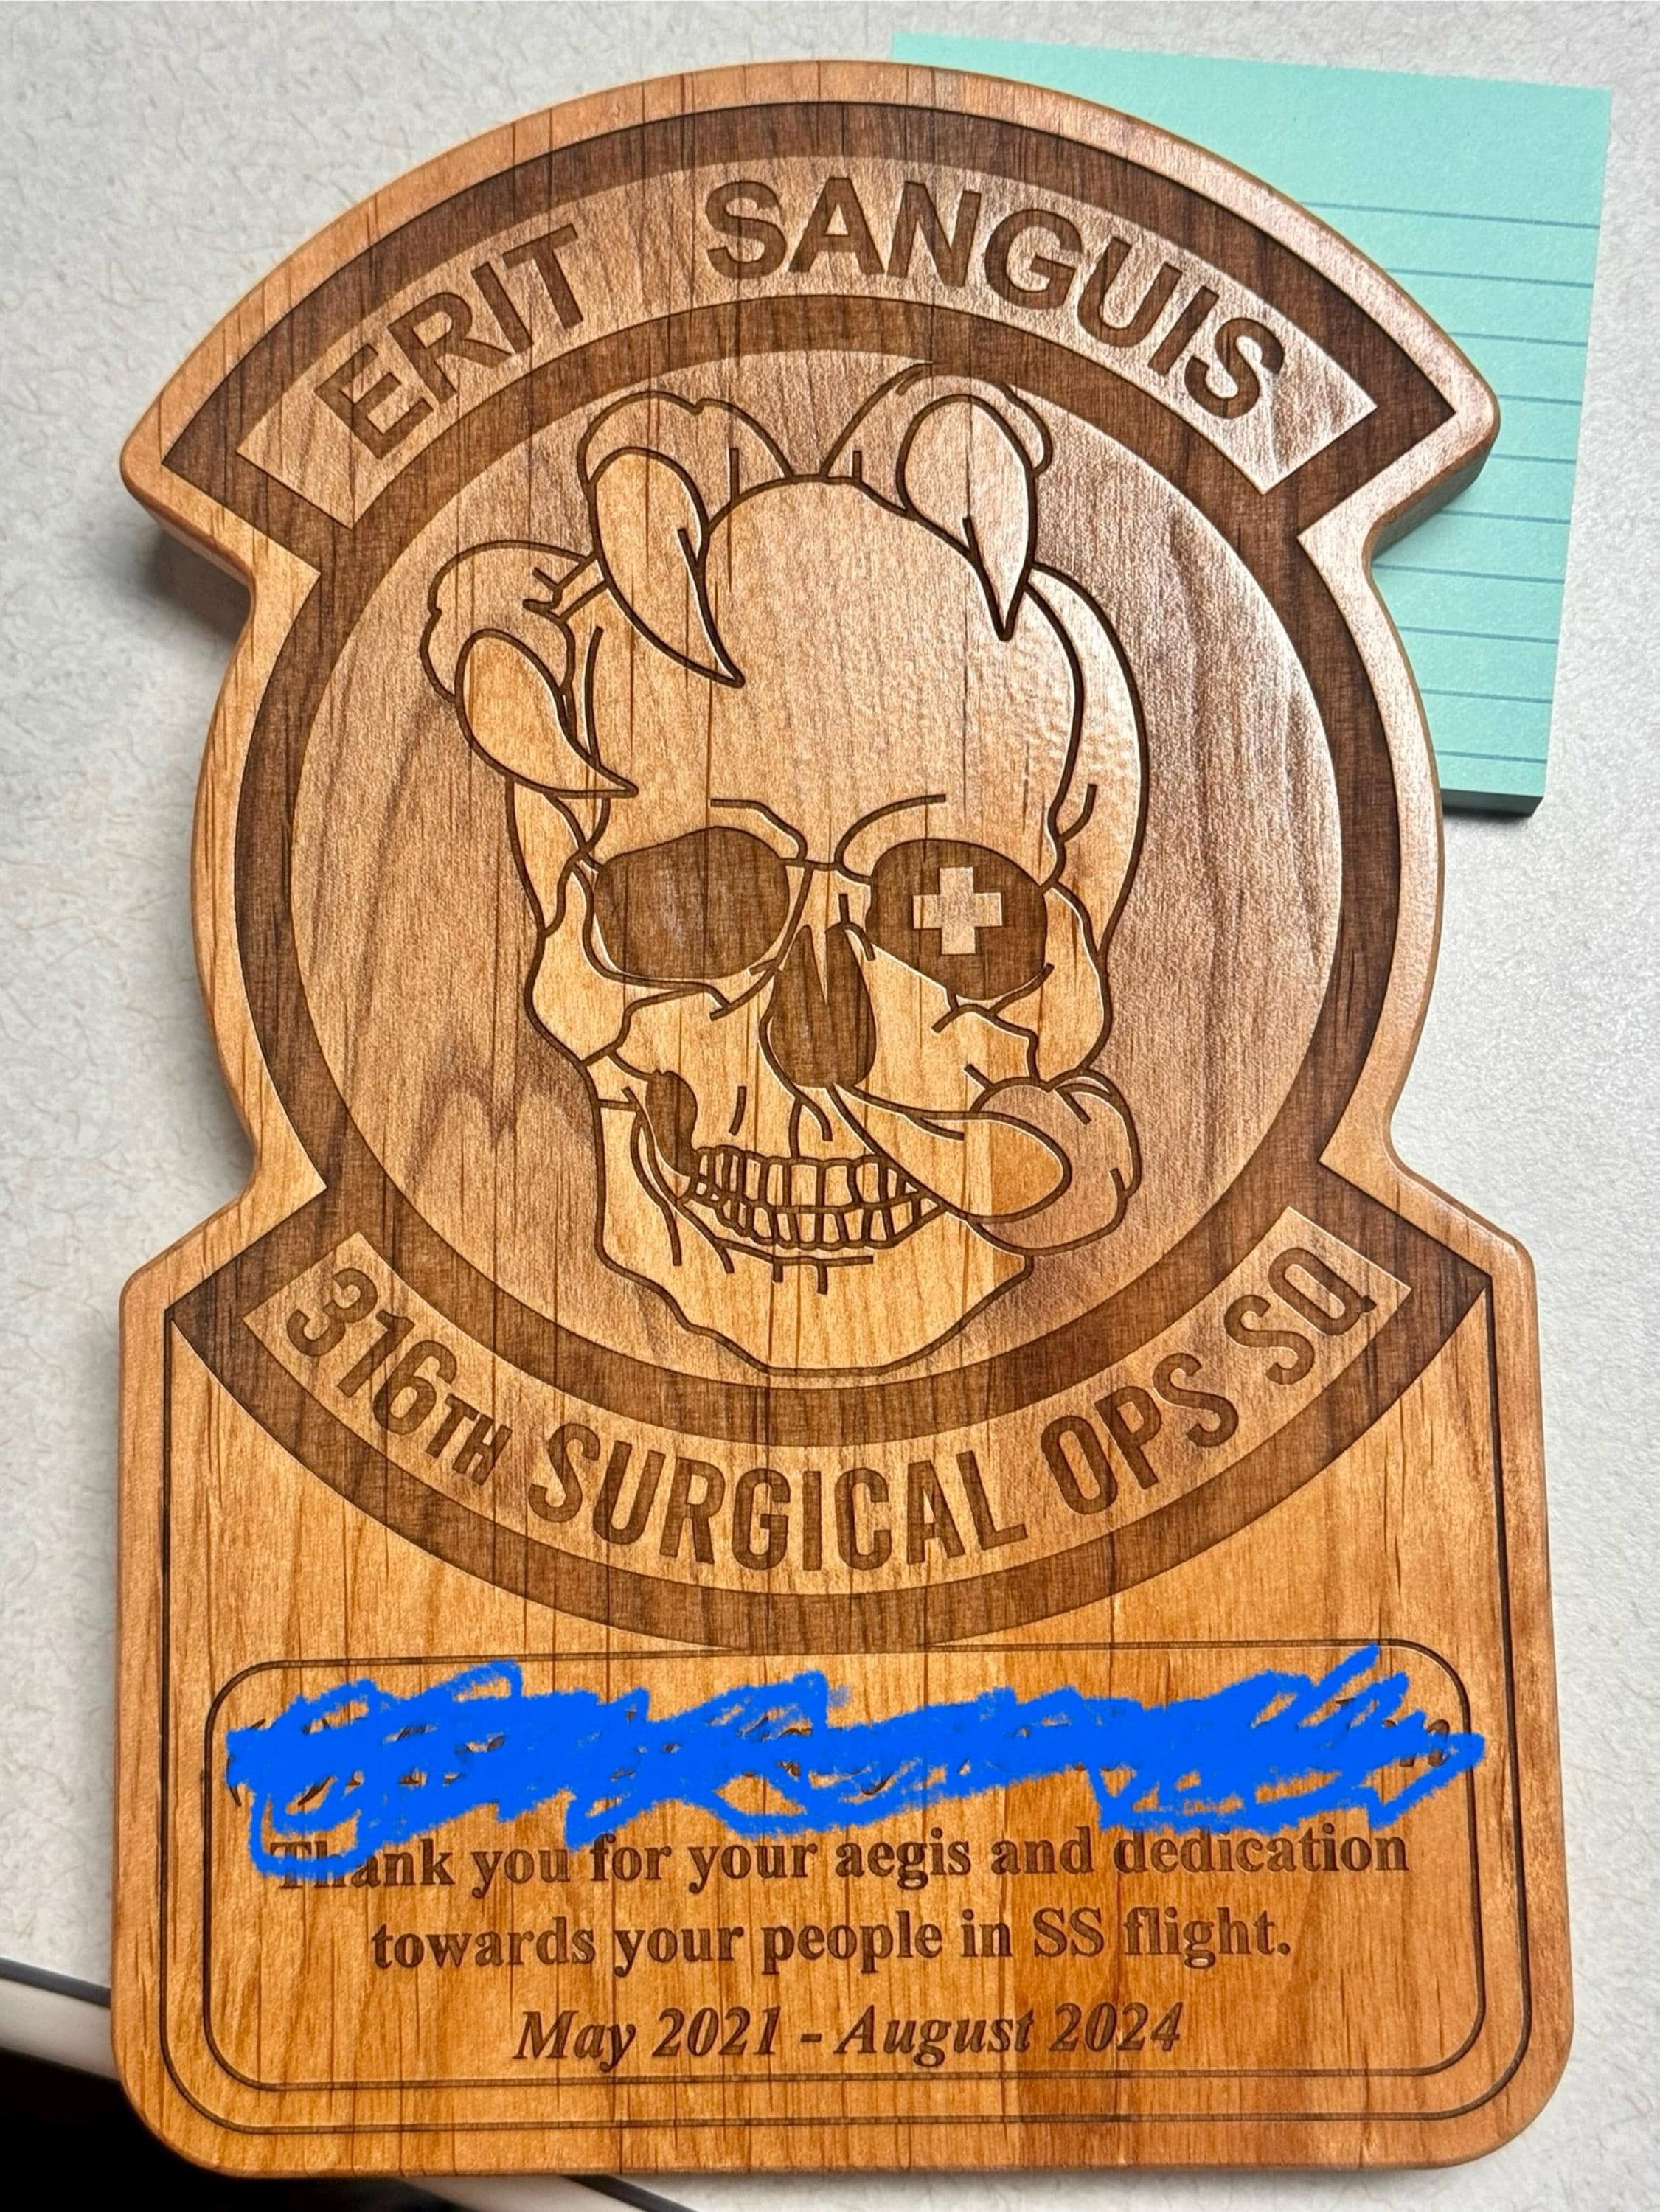 ERIT SANGUIS
316TH SURGICAL OPS SQ
Thank you for your aegis and dedication
towards your people in SS flight.
May 2021 - August 2024